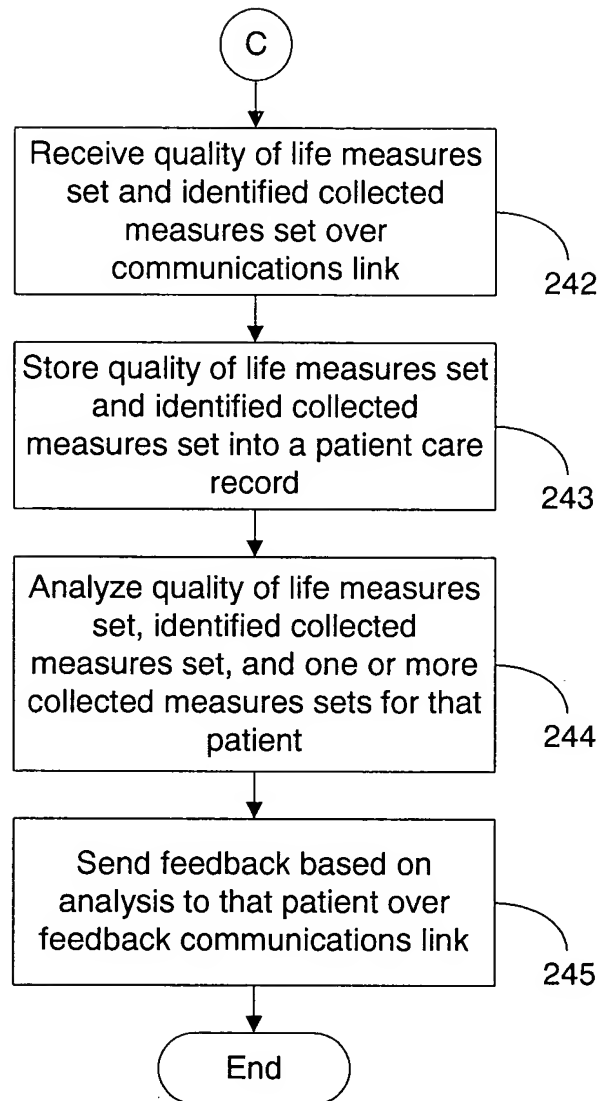 C
Receive quality of life measures
set and identified collected
measures set over
communications link
242
Store quality of life measures set
and identified collected
measures set into a patient care
record
243
Analyze quality of life measures
set, identified collected
measures set, and one or more
collected measures sets for that
patient
244
Send feedback based on
analysis to that patient over
feedback communications link
245
End